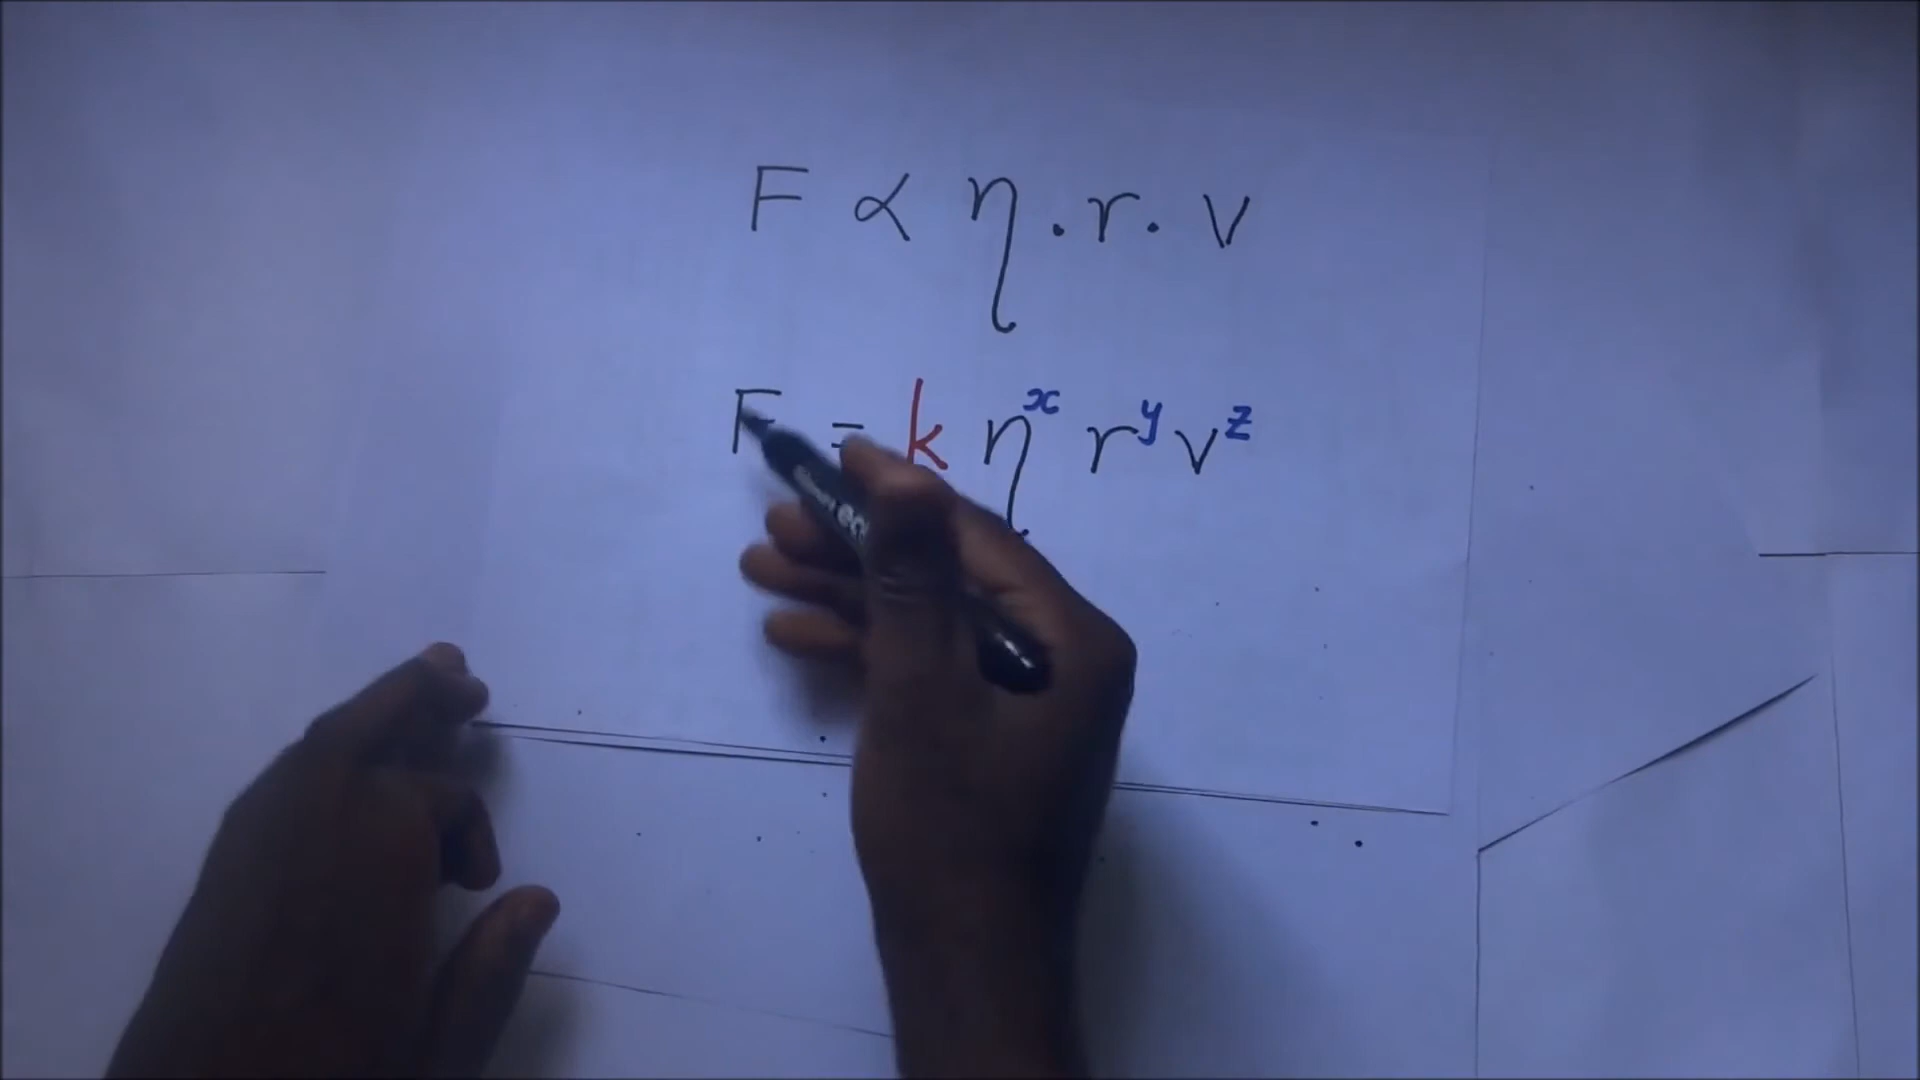 F ∝ η . r . v
F = k η^x r^y v^z